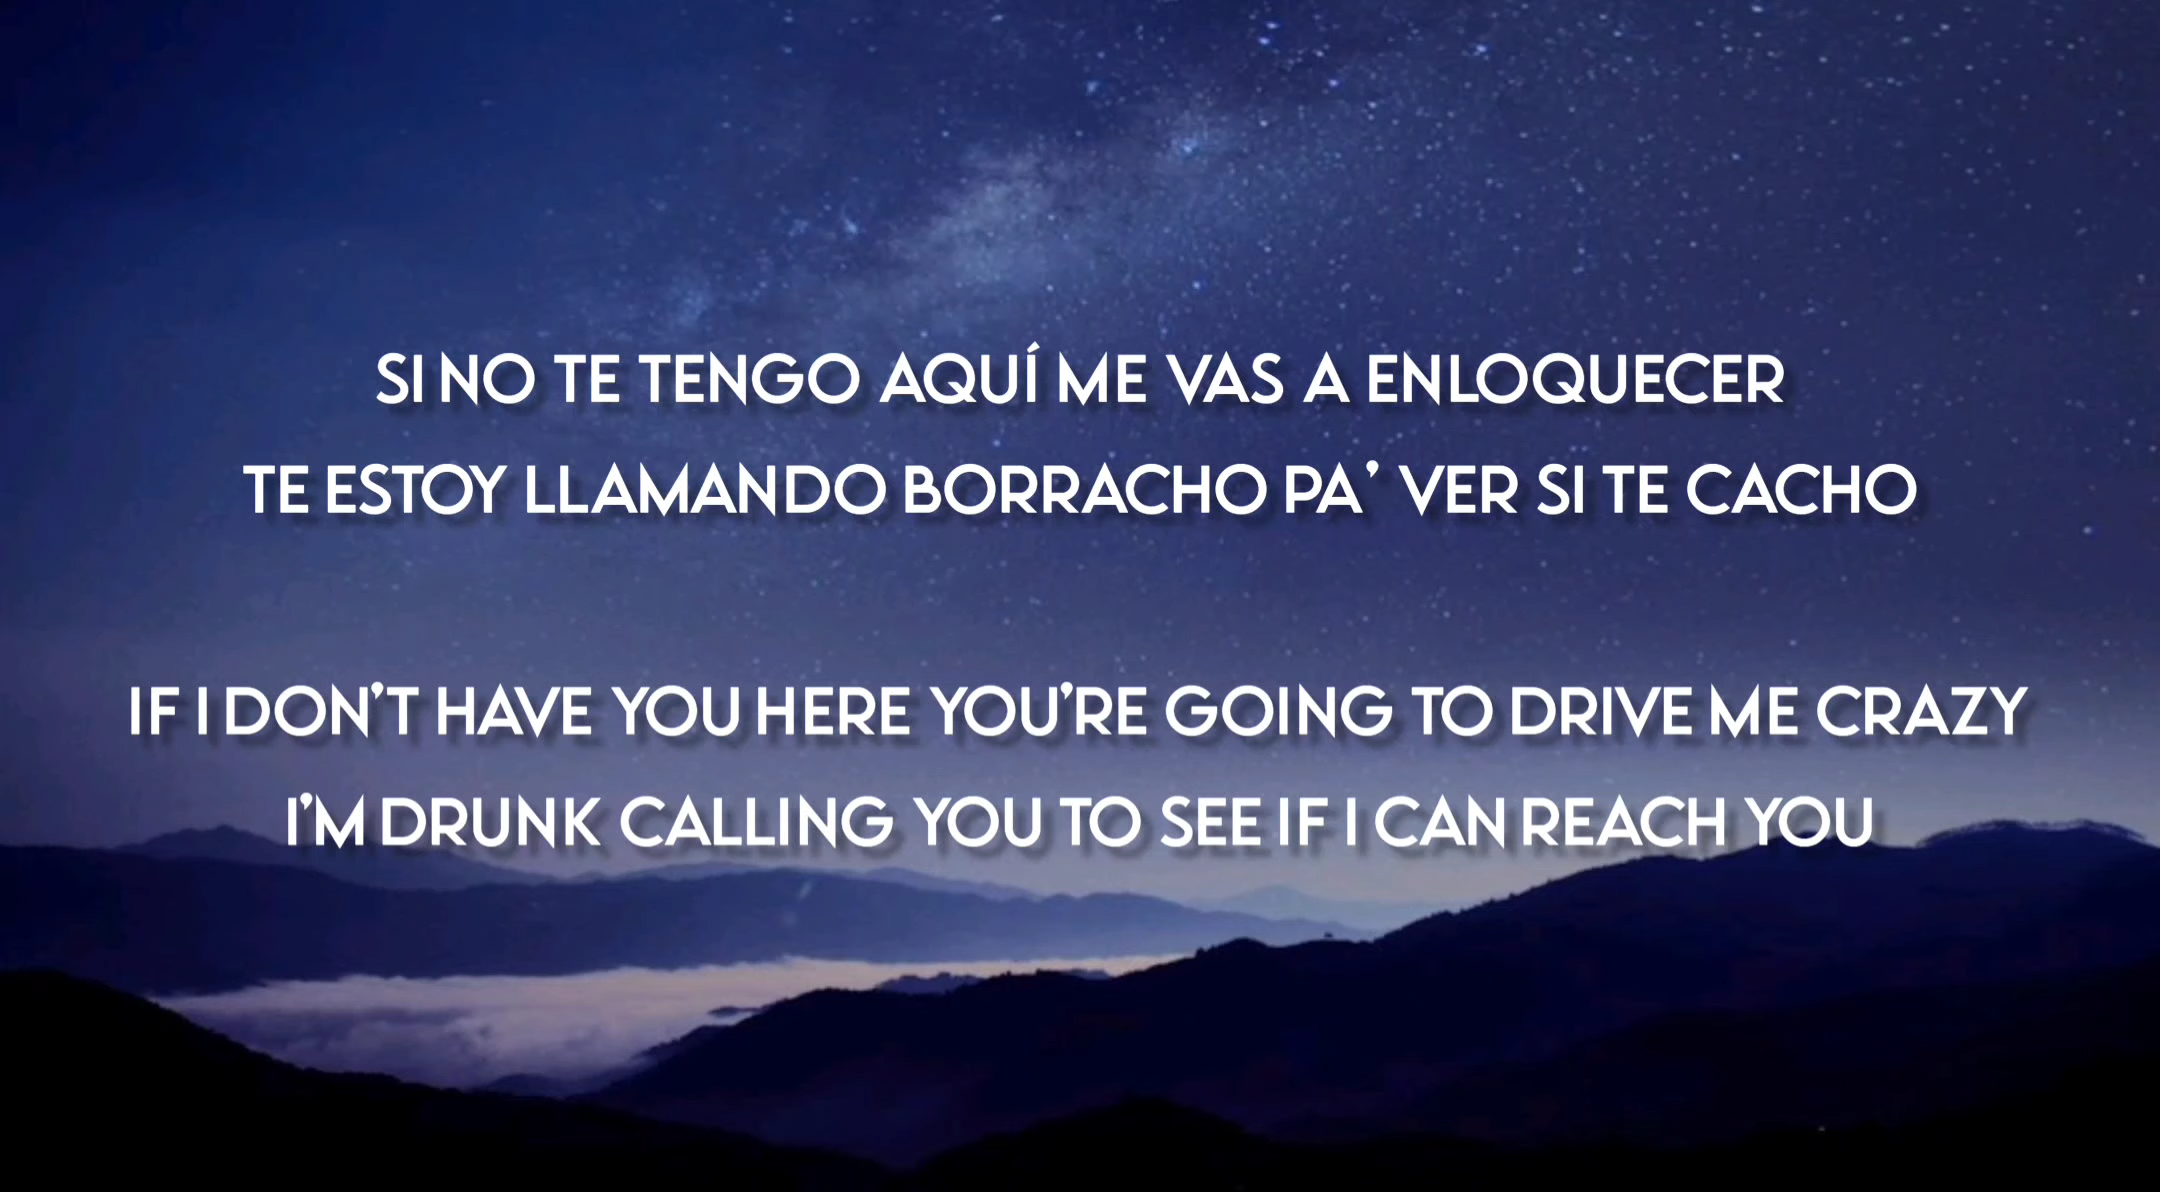 SI NO TE TENGO AQUÍ ME VAS A ENLOQUECER
TE ESTOY LLAMANDO BORRACHO PA' VER SI TE CACHO
IF I DON'T HAVE YOU HERE YOU'RE GOING TO DRIVE ME CRAZY
I'M DRUNK CALLING YOU TO SEE IF I CAN REACH YOU